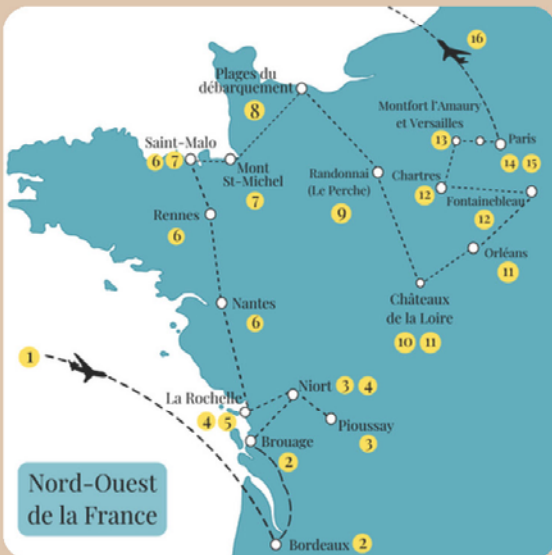 16
Plages du
débarquement
8
Montfort l'Amaury
et Versailles
13
Paris
14 15
Saint-Malo
6 7
Mont
St-Michel
7
Randonnai
(Le Perche)
9
Chartres
12
Fontainebleau
12
Rennes
6
Orléans
11
Châteaux
de la Loire
10 11
Nantes
6
1
Niort 3 4
La Rochelle
4 5
Pioussay
3
Brouage
2
Nord-Ouest
de la France
Bordeaux 2